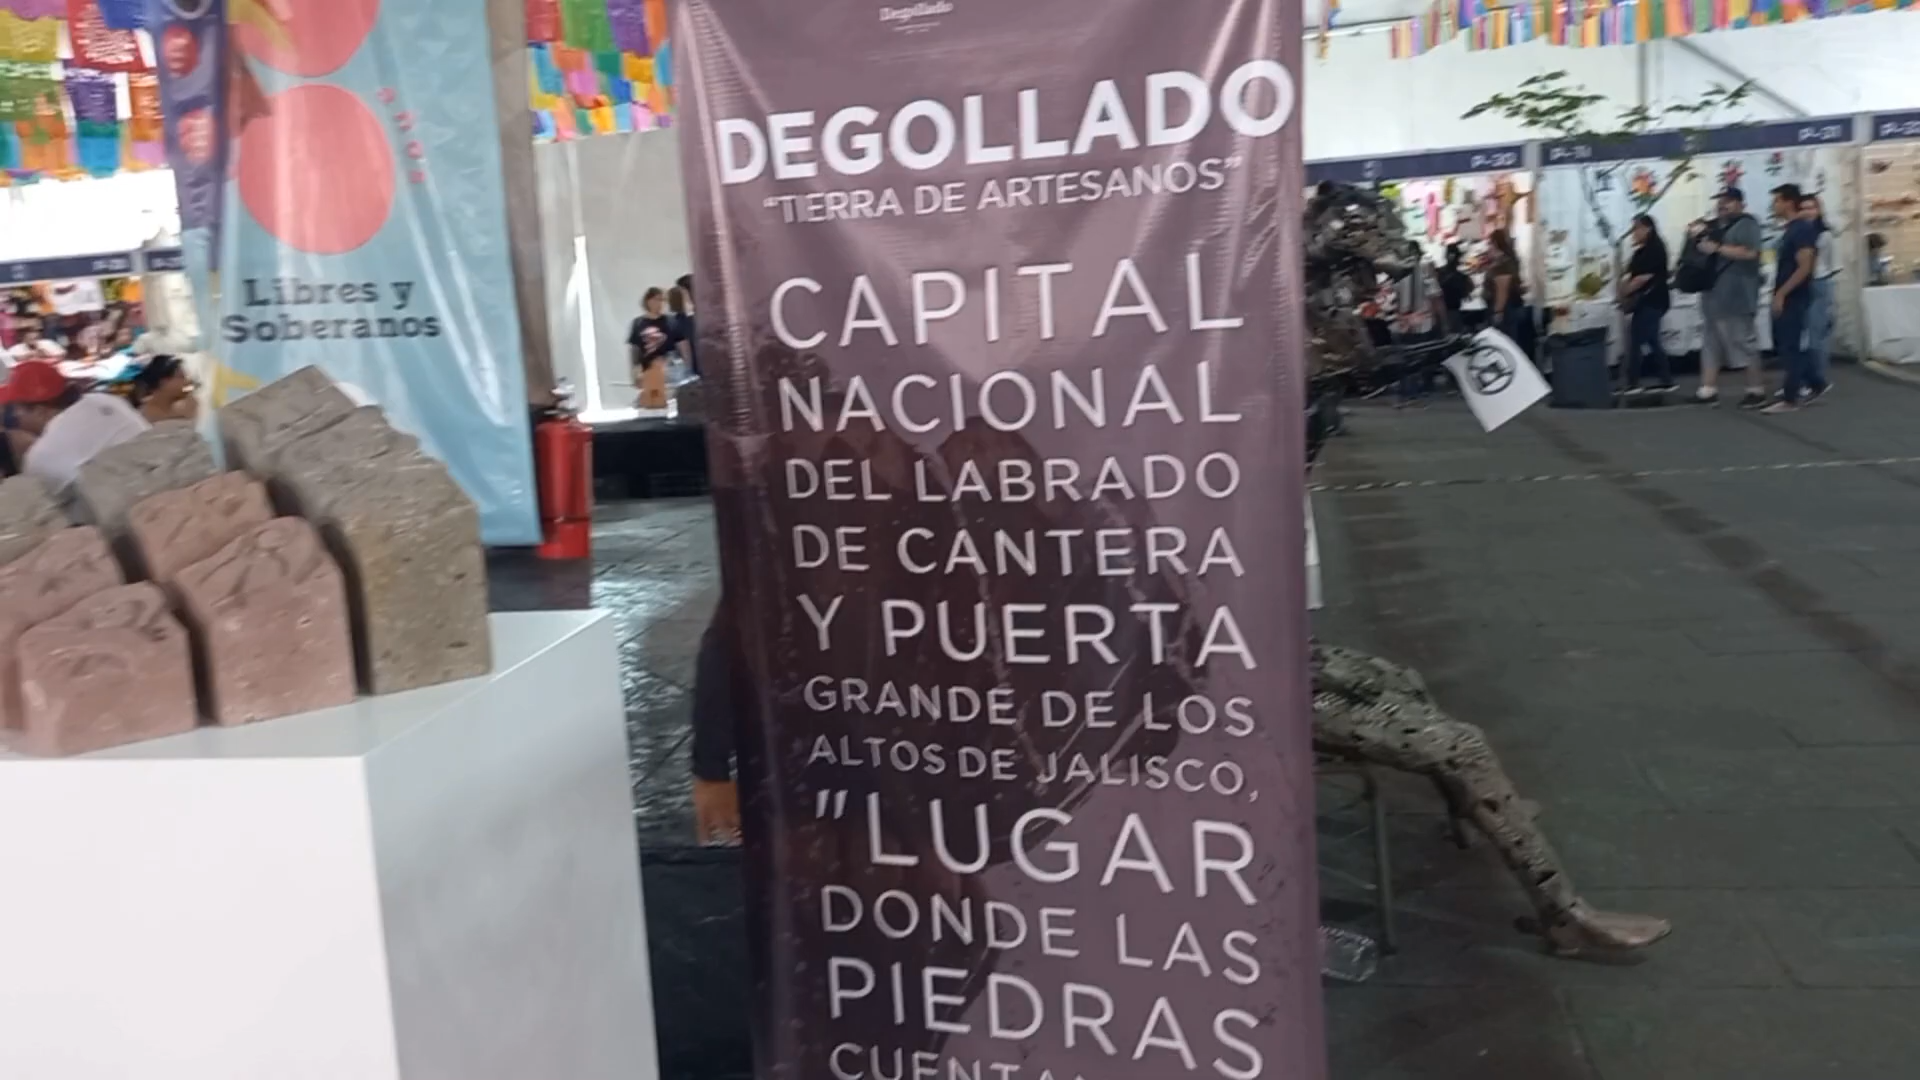 Degollado
DEGOLLADO
"TIERRA DE ARTESANOS"
CAPITAL
NACIONAL
DEL LABRADO
DE CANTERA
Y PUERTA
GRANDE DE LOS
ALTOS DE JALISCO,
"LUGAR
DONDE LAS
PIEDRAS
Libres y
Soberanos